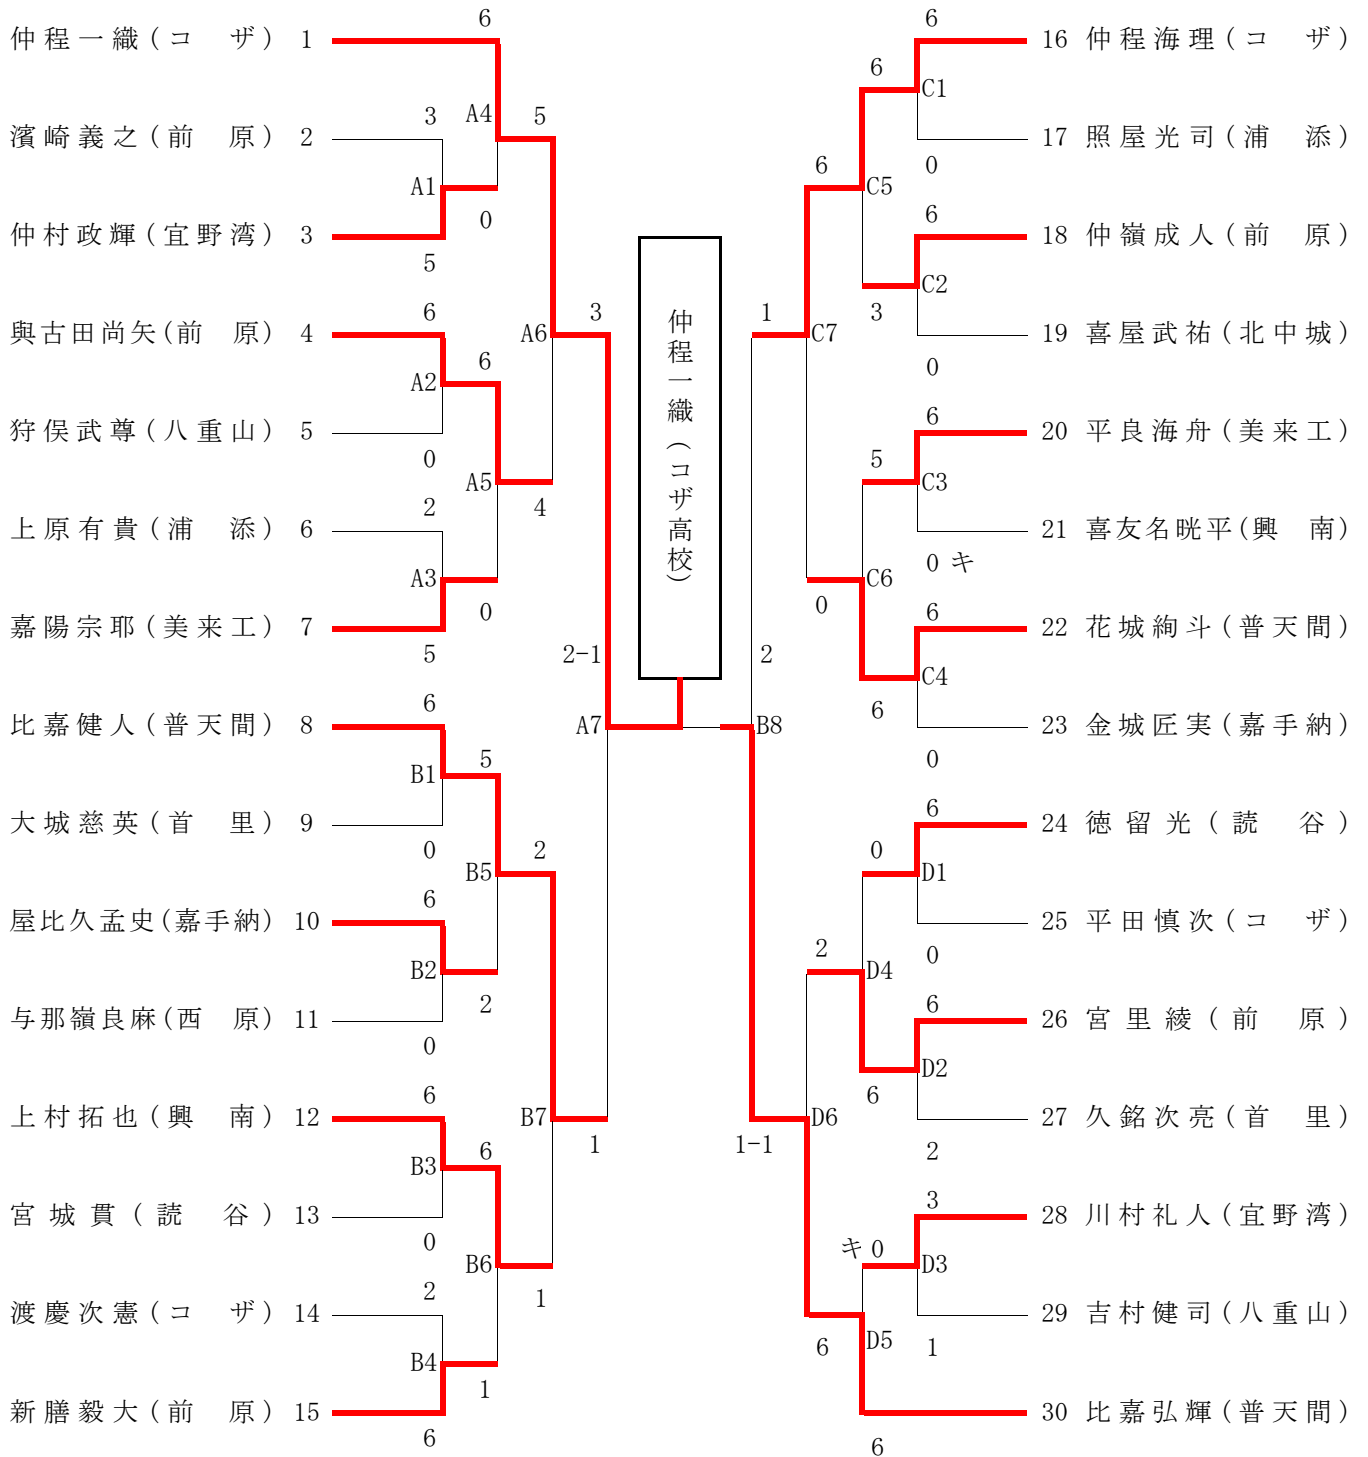 仲程一織(コ　ザ) 1
濱崎義之(前　原) 2
仲村政輝(宜野湾) 3
與古田尚矢(前　原) 4
狩俣武尊(八重山) 5
上原有貴(浦　添) 6
嘉陽宗耶(美来工) 7
比嘉健人(普天間) 8
大城慈英(首　里) 9
屋比久孟史(嘉手納) 10
与那嶺良麻(西　原) 11
上村拓也(興　南) 12
宮城貫(読　谷) 13
渡慶次憲(コ　ザ) 14
新膳毅大(前　原) 15
6
3
A4
5
A1
0
5
6
3
A6
A2
6
0
A5
2
4
A3
0
5
2-1
6
A7
B1
5
0
2
B5
6
B2
2
0
6
B7
1
B3
6
0
B6
2
1
B4
1
6
仲程一織(コザ高校)
6
6
C1
6
0
C5
6
C2
1
3
C7
0
6
5
C3
0 キ
C6
0
6
2
C4
6
B8
0
6
0
D1
2
0
D4
6
D2
6
D6
1-1
2
3
キ 0
D3
6
D5
1
6
16 仲程海理(コ　ザ)
17 照屋光司(浦　添)
18 仲嶺成人(前　原)
19 喜屋武祐(北中城)
20 平良海舟(美来工)
21 喜友名晄平(興　南)
22 花城絢斗(普天間)
23 金城匠実(嘉手納)
24 徳留光(読　谷)
25 平田慎次(コ　ザ)
26 宮里綾(前　原)
27 久銘次亮(首　里)
28 川村礼人(宜野湾)
29 吉村健司(八重山)
30 比嘉弘輝(普天間)